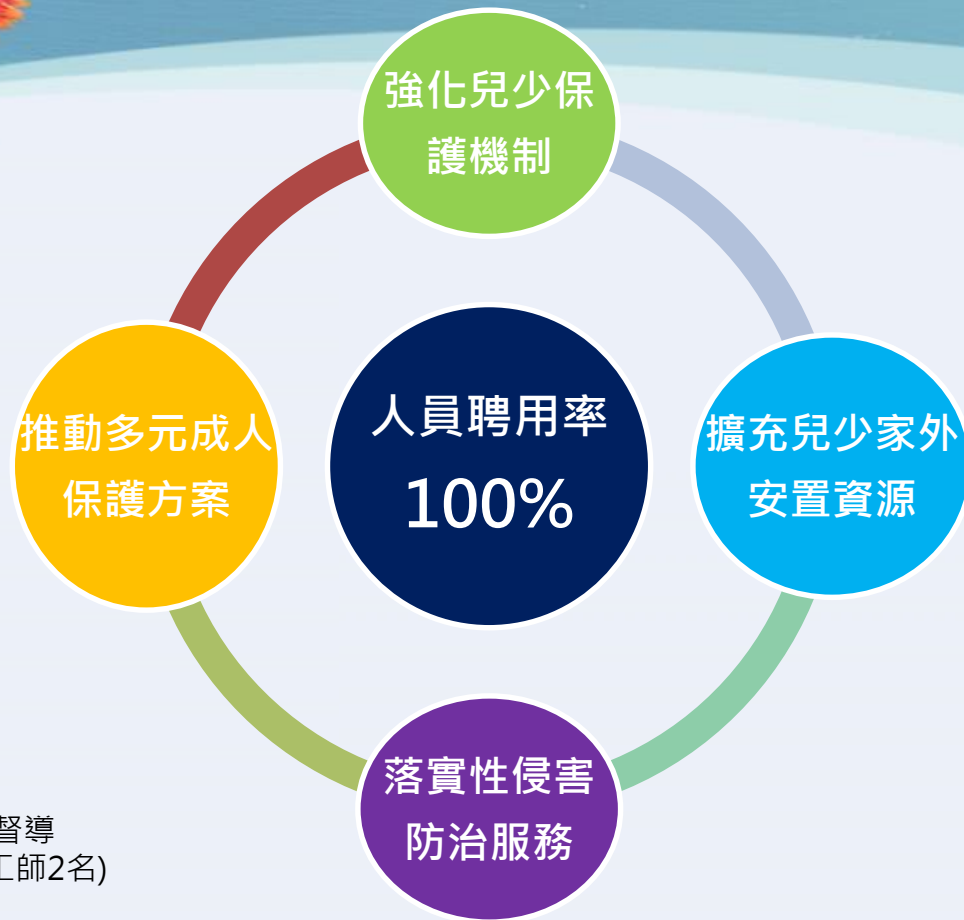 強化兒少保
護機制
推動多元成人
保護方案
人員聘用率
100%
擴充兒少家外
安置資源
落實性侵害
防治服務
督導
工師2名)